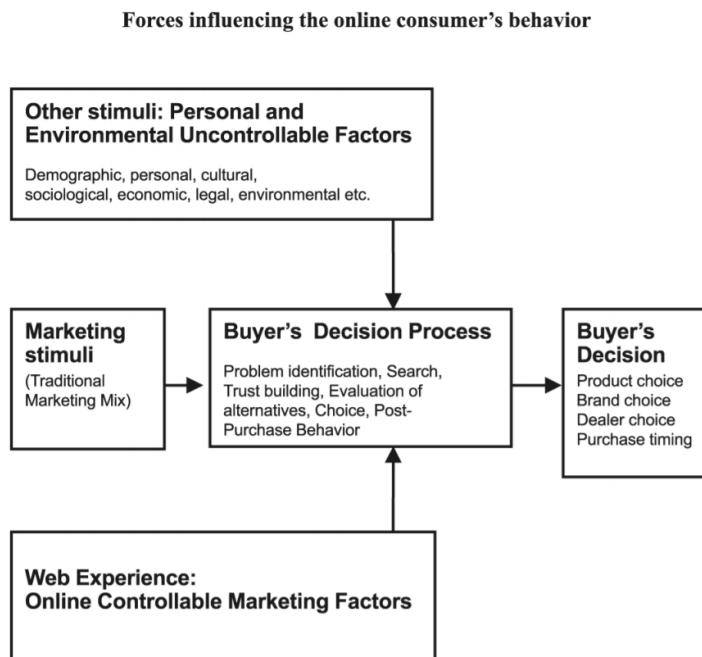 Forces influencing the online consumer's behavior
Other stimuli: Personal and
Environmental Uncontrollable Factors
Demographic, personal, cultural,
sociological, economic, legal, environmental etc.
Marketing
stimuli
(Traditional
Marketing Mix)
Buyer's Decision Process
Problem identification, Search,
Trust building, Evaluation of
alternatives, Choice, Post-
Purchase Behavior
Buyer's
Decision
Product choice
Brand choice
Dealer choice
Purchase timing
Web Experience:
Online Controllable Marketing Factors